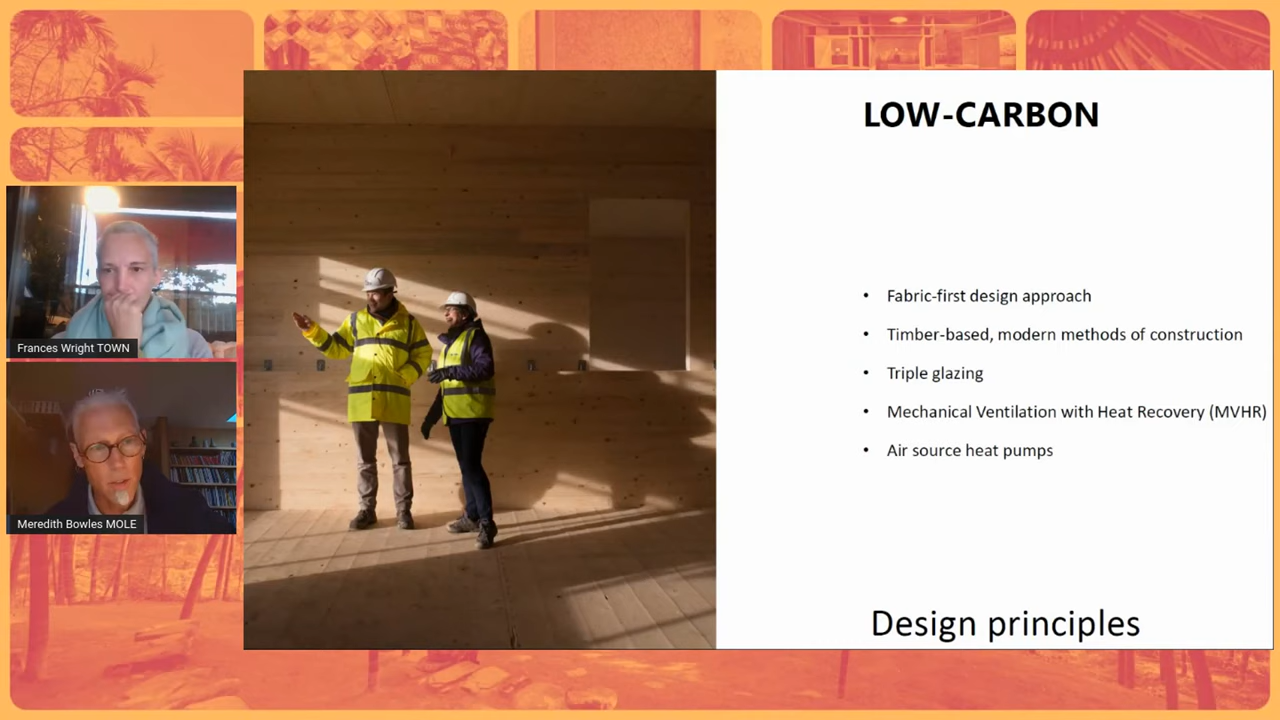 LOW-CARBON
• Fabric-first design approach
• Timber-based, modern methods of construction
• Triple glazing
• Mechanical Ventilation with Heat Recovery (MVHR)
• Air source heat pumps
Design principles
Frances Wright TOWN
Meredith Bowles MOLE